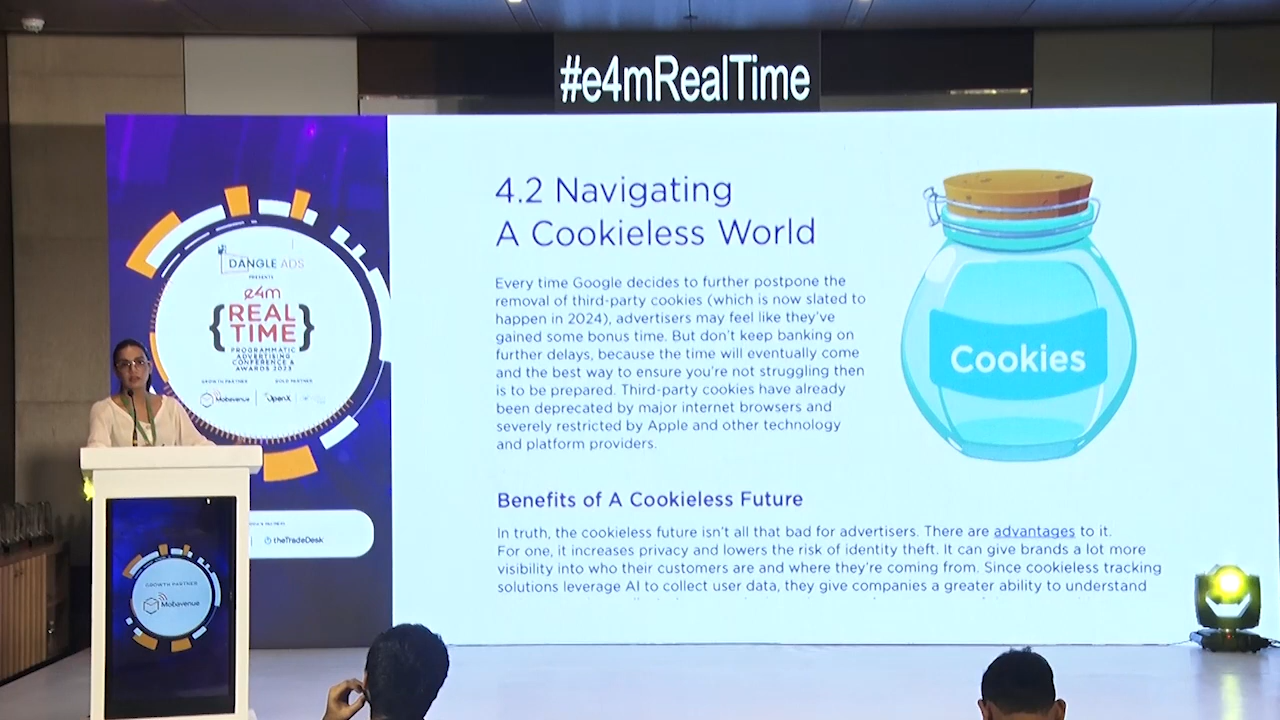 #e4mRealTime
DANGLE ADS
PRESENTS
e4m
{REAL
TIME}
PROGRAMMATIC
ADVERTISING
CONFERENCE &
AWARDS 2023
GROWTH PARTNER
GOLD PARTNER
Mobavenue
OpenX
theTradeDesk
GROWTH PARTNER
Mobavenue
4.2 Navigating
A Cookieless World
Every time Google decides to further postpone the
removal of third-party cookies (which is now slated to
happen in 2024), advertisers may feel like they've
gained some bonus time. But don't keep banking on
further delays, because the time will eventually come
and the best way to ensure you're not struggling then
is to be prepared. Third-party cookies have already
been deprecated by major internet browsers and
severely restricted by Apple and other technology
and platform providers.
Cookies
Benefits of A Cookieless Future
In truth, the cookieless future isn't all that bad for advertisers. There are advantages to it.
For one, it increases privacy and lowers the risk of identity theft. It can give brands a lot more
visibility into who their customers are and where they're coming from. Since cookieless tracking
solutions leverage AI to collect user data, they give companies a greater ability to understand